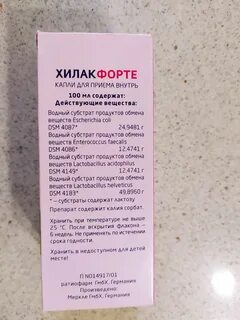 ХИЛАК ФОРТЕ
КАПЛИ ДЛЯ ПРИЕМА ВНУТРЬ
100 мл содержат:
Действующие вещества:
Водный субстрат продуктов обмена
веществ Escherichia coli
DSM 4087* 24,9481 г
Водный субстрат продуктов обмена
веществ Enterococcus faecalis
DSM 4086* 12,4741 г
Водный субстрат продуктов обмена
веществ Lactobacillus acidophilus
DSM 4149* 12,4741 г
Водный субстрат продуктов обмена
веществ Lactobacillus helveticus
DSM 4183* 49,8960 г
* – субстраты содержат лактозу
Препарат содержит калия сорбат.
Хранить при температуре не выше
25 °С. После вскрытия флакона –
6 недель. Не применять по истечении
срока годности.
Хранить в недоступном для детей
месте!
П N014917/01
ратиофарм ГмбХ, Германия
Произведено:
Меркле ГмбХ, Германия